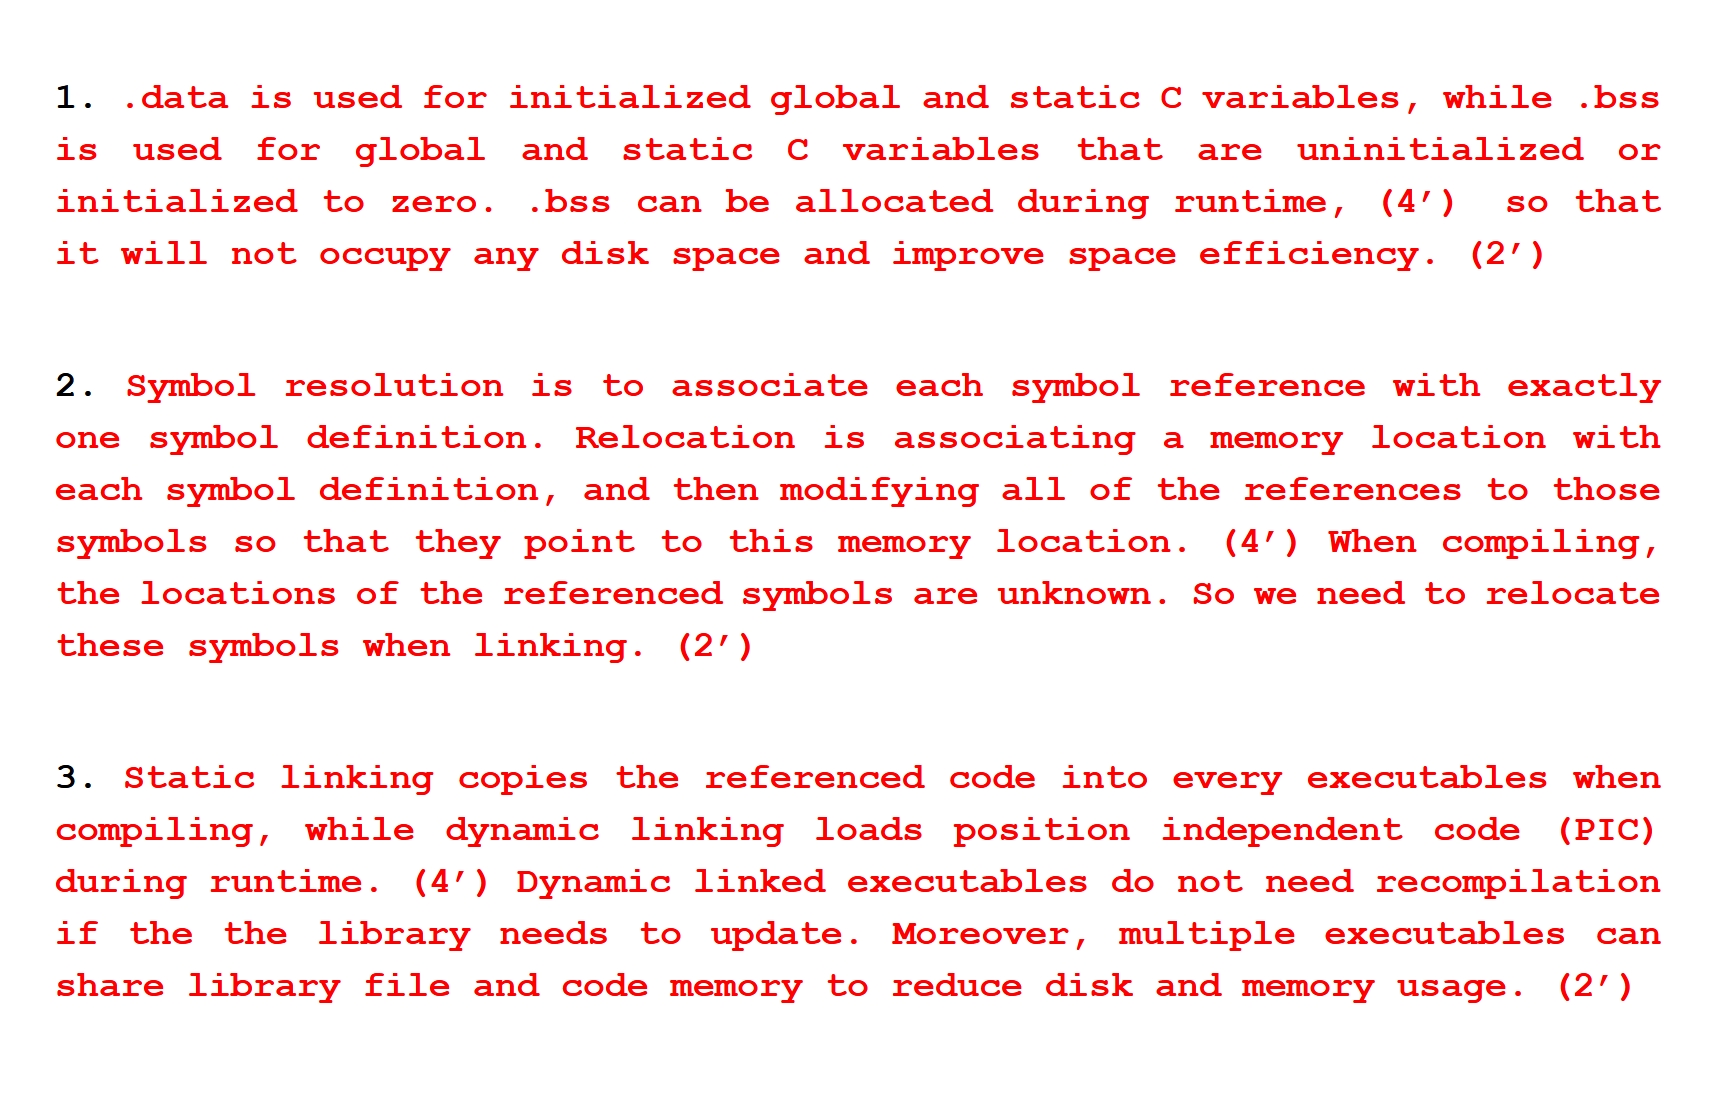 1. .data is used for initialized global and static C variables, while .bss
is used for global and static C variables that are uninitialized or
initialized to zero. .bss can be allocated during runtime, (4′) so that
it will not occupy any disk space and improve space efficiency. (2′)
2. Symbol resolution is to associate each symbol reference with exactly
one symbol definition. Relocation is associating a memory location with
each symbol definition, and then modifying all of the references to those
symbols so that they point to this memory location. (4′) When compiling,
the locations of the referenced symbols are unknown. So we need to relocate
these symbols when linking. (2′)
3. Static linking copies the referenced code into every executables when
compiling, while dynamic linking loads position independent code (PIC)
during runtime. (4′) Dynamic linked executables do not need recompilation
if the the library needs to update. Moreover, multiple executables can
share library file and code memory to reduce disk and memory usage. (2′)